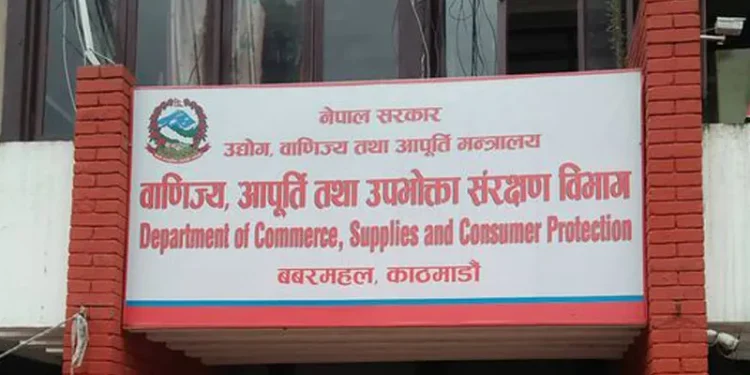 नेपाल सरकार
उद्योग, वाणिज्य तथा आपूर्ति मन्त्रालय
वाणिज्य, आपूर्ति तथा उपभोक्ता संरक्षण विभाग
Department of Commerce, Supplies and Consumer Protection
बबरमहल, काठमाडौं